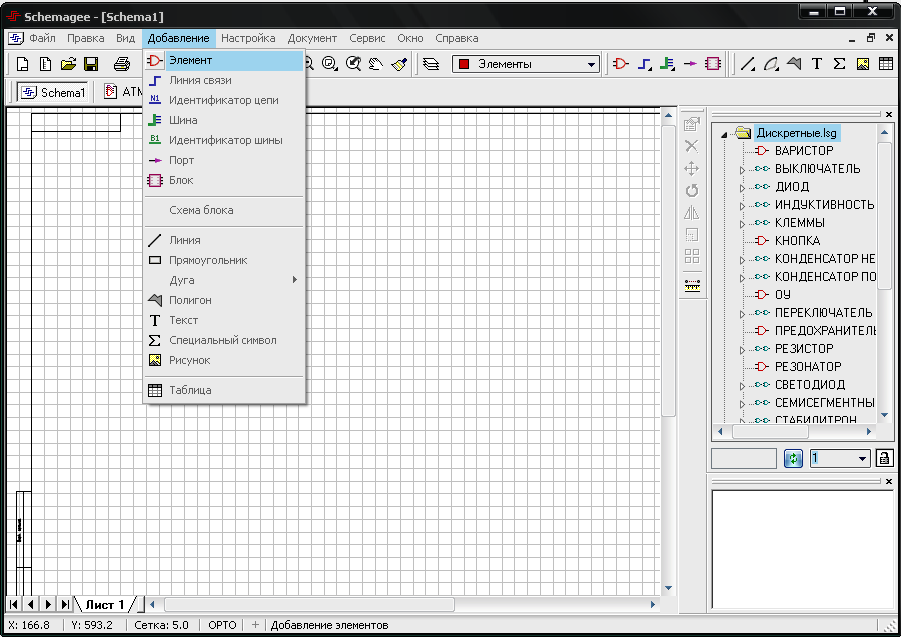 Schemagee - [Schema1]
Файл Правка Вид Добавление Настройка Документ Сервис Окно Справка
Элементы
Schema1
Элемент
Линия связи
N1 Идентификатор цепи
Шина
B1 Идентификатор шины
Порт
Блок
Схема блока
Линия
Прямоугольник
Дуга
Полигон
Текст
Специальный символ
Рисунок
Таблица
Дискретные.lsg
ВАРИСТОР
ВЫКЛЮЧАТЕЛЬ
ДИОД
ИНДУКТИВНОСТЬ
КЛЕММЫ
КНОПКА
КОНДЕНСАТОР НЕ
КОНДЕНСАТОР ПО
ОУ
ПЕРЕКЛЮЧАТЕЛЬ
ПРЕДОХРАНИТЕЛЬ
РЕЗИСТОР
РЕЗОНАТОР
СВЕТОДИОД
СЕМИСЕГМЕНТНЫ
СТАБИЛИТРОН
1
Лист 1
X: 166.8 Y: 593.2 Сетка: 5.0 ОРТО Добавление элементов